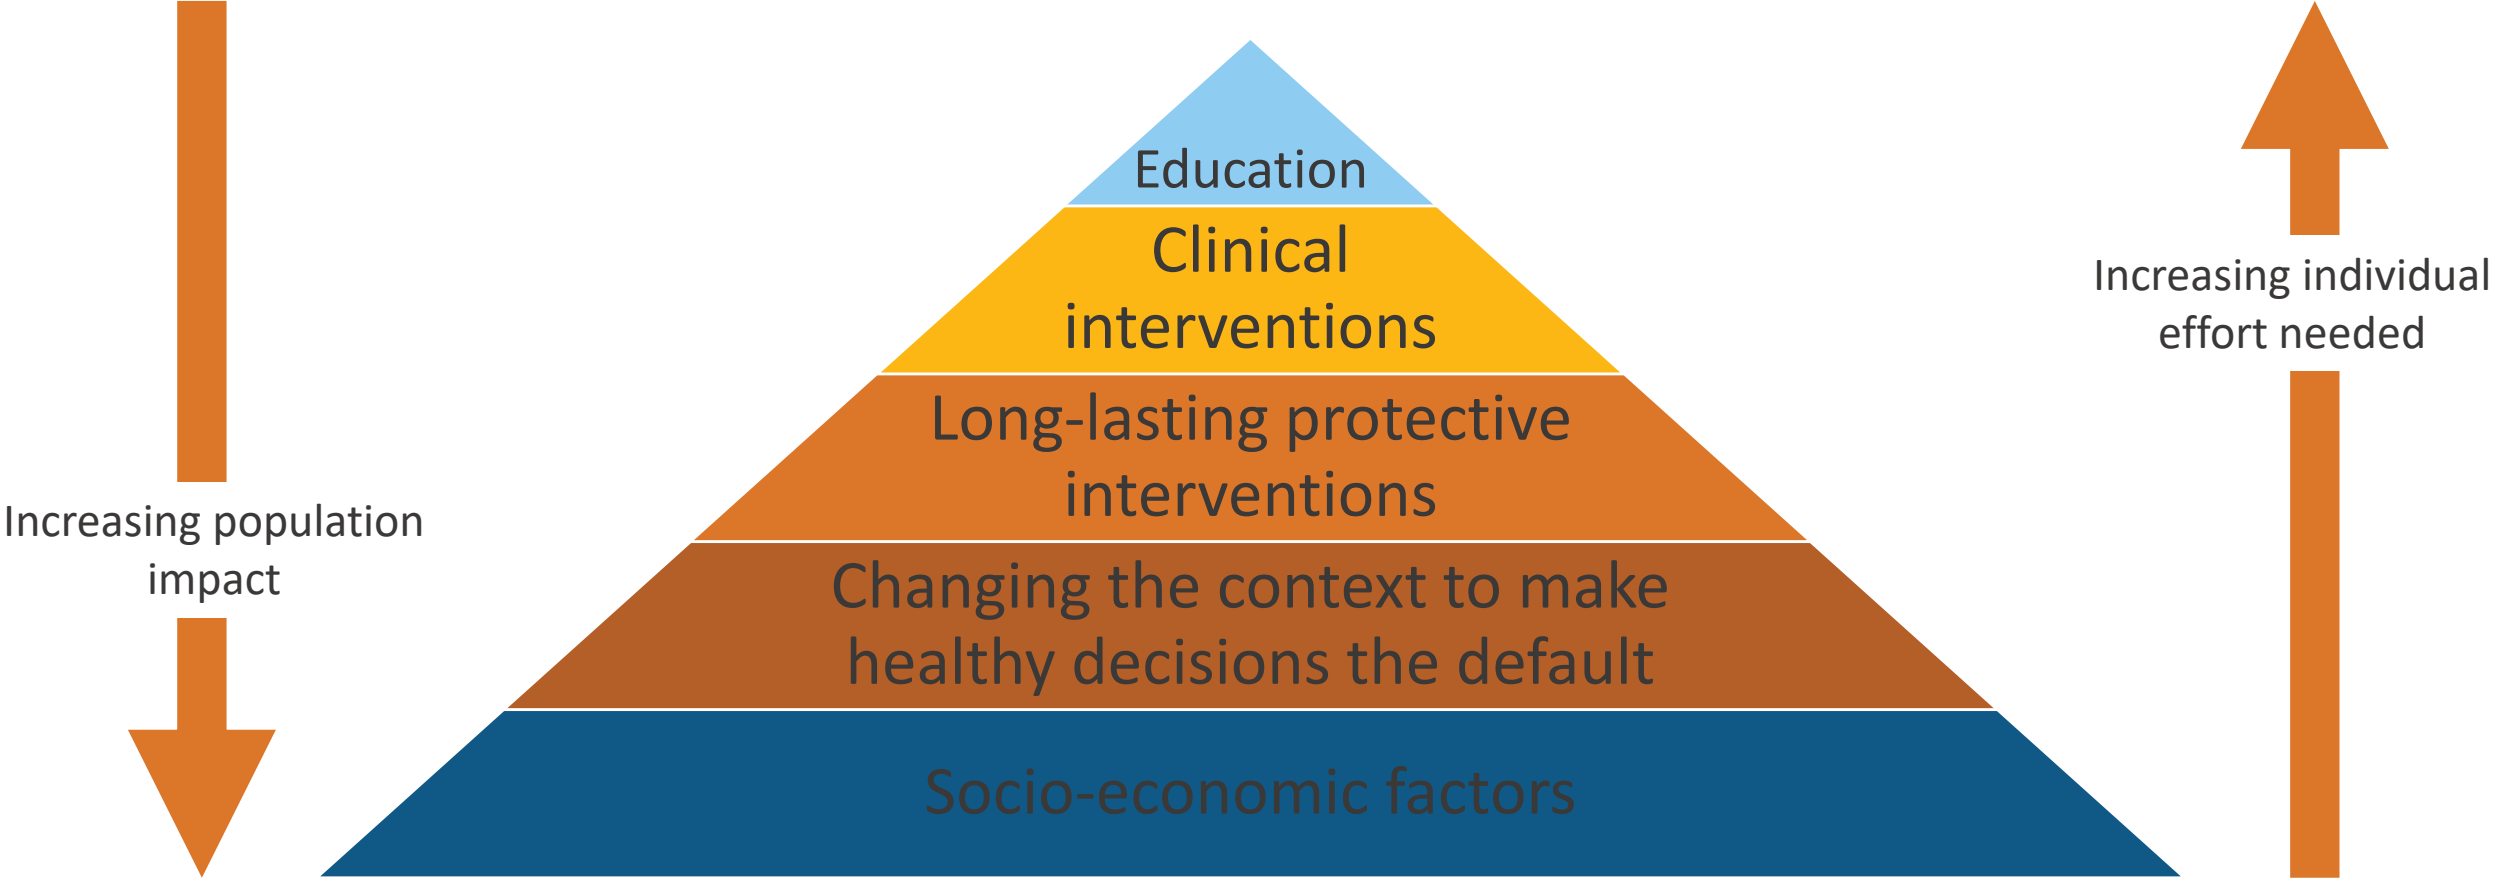 Education
Clinical
interventions
Long-lasting protective
interventions
Changing the context to make
healthy decisions the default
Socio-economic factors
Increasing population
impact
Increasing individual
effort needed